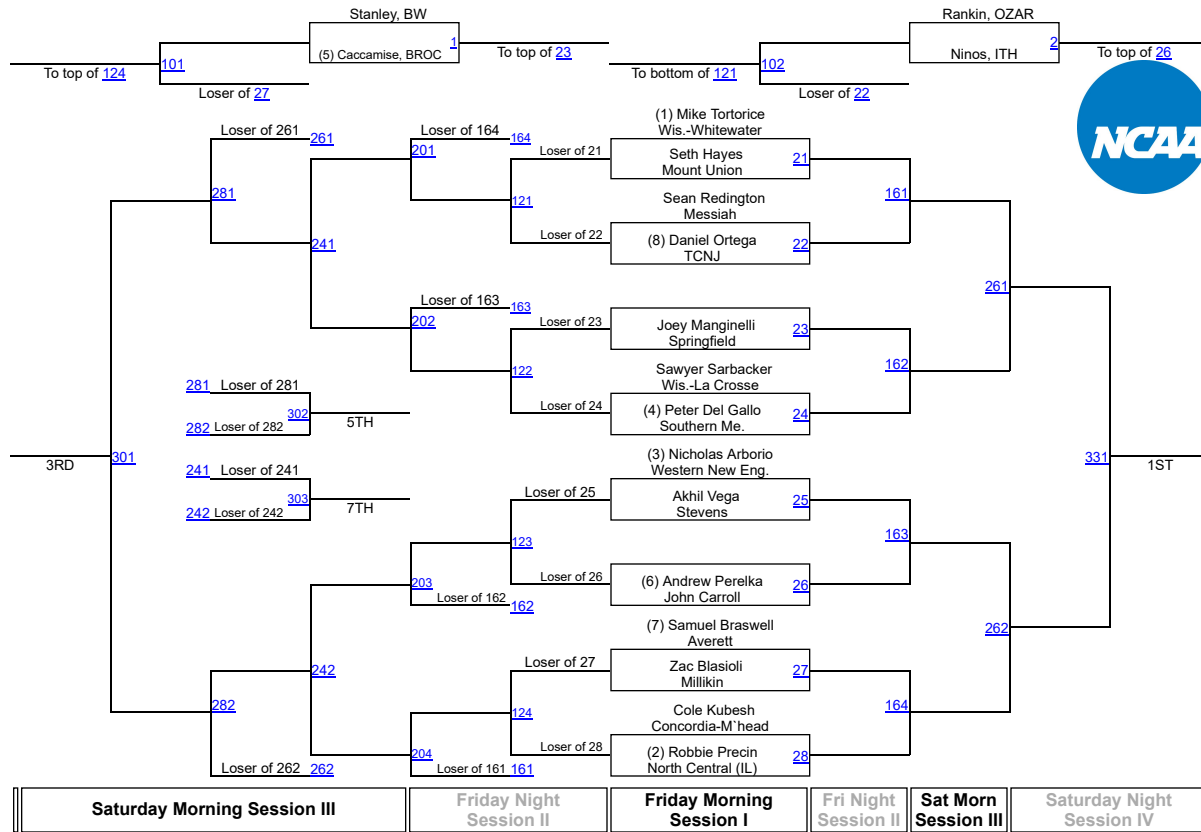 Stanley, BW
(5) Caccamise, BROC 1
To top of 23
101
To top of 124
Loser of 27
Rankin, OZAR
Ninos, ITH 2
To top of 26
102
To bottom of 121
Loser of 22
NCAA
(1) Mike Tortorice
Wis.-Whitewater
Loser of 261 261
Loser of 164 164
201
Loser of 21
Seth Hayes 21
Mount Union
281
121
Sean Redington
Messiah
161
241
Loser of 22
(8) Daniel Ortega 22
TCNJ
261
Loser of 163 163
202
Loser of 23
Joey Manginelli 23
Springfield
122
Sawyer Sarbacker
Wis.-La Crosse
162
281 Loser of 281
302
5TH
282 Loser of 282
Loser of 24
(4) Peter Del Gallo 24
Southern Me.
3RD
301
(3) Nicholas Arborio
Western New Eng.
331
1ST
241 Loser of 241
303
7TH
242 Loser of 242
Loser of 25
Akhil Vega 25
Stevens
123
163
203
Loser of 26
(6) Andrew Perelka 26
John Carroll
Loser of 162 162
(7) Samuel Braswell
Averett
262
242
Loser of 27
Zac Blasioli 27
Millikin
282
124
Cole Kubesh
Concordia-M`head
164
204
Loser of 28
(2) Robbie Precin 28
North Central (IL)
Loser of 262 262
Loser of 161 161
Saturday Morning Session III
Friday Night
Session II
Friday Morning
Session I
Fri Night
Session II
Sat Morn
Session III
Saturday Night
Session IV